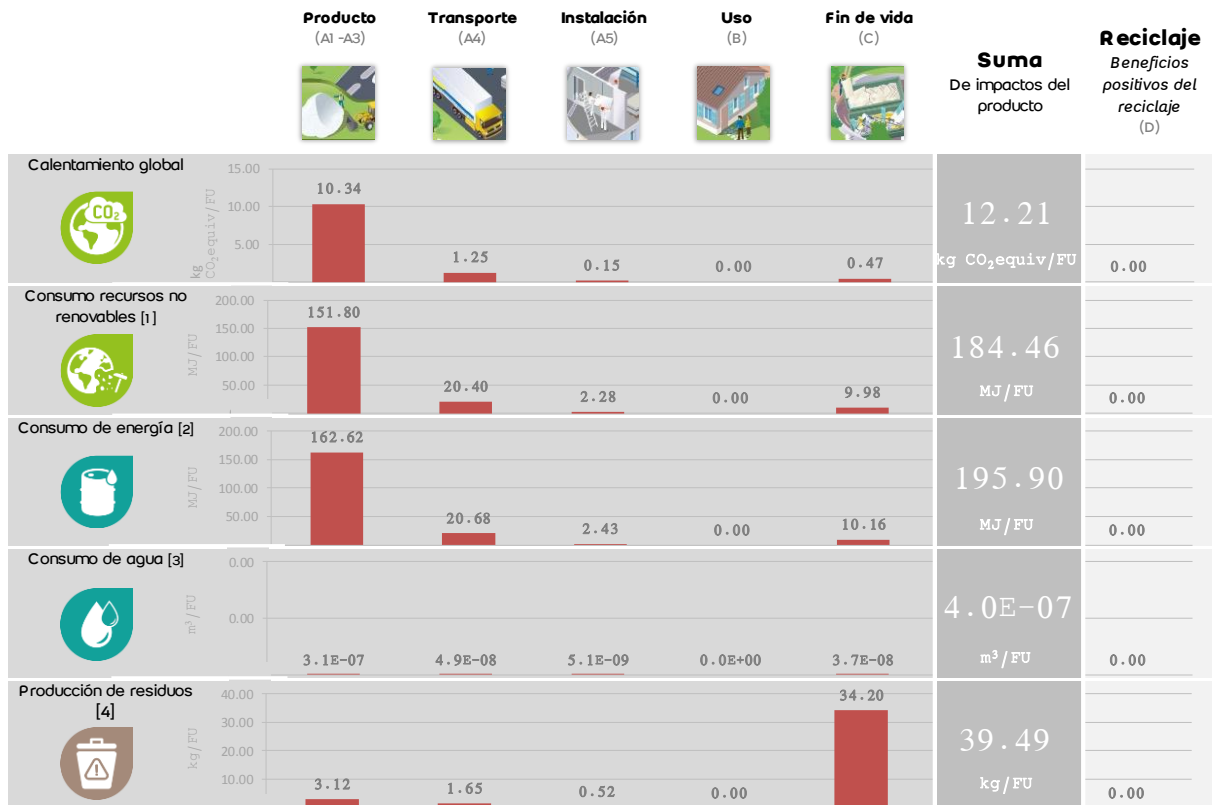 Producto
(A1 -A3)
Transporte
(A4)
Instalación
(A5)
Uso
(B)
Fin de vida
(C)
Suma
De impactos del
producto
Reciclaje
Beneficios
positivos del
reciclaje
(D)
Calentamiento global
CO2
kg
CO2equiv/FU
15.00
10.00
5.00
10.34
1.25
0.15
0.00
0.47
12.21
kg CO2equiv/FU
0.00
Consumo recursos no
renovables [1]
MJ/FU
200.00
150.00
100.00
50.00
-
151.80
20.40
2.28
0.00
9.98
184.46
MJ/FU
0.00
Consumo de energía [2]
MJ/FU
200.00
150.00
100.00
50.00
162.62
20.68
2.43
0.00
10.16
195.90
MJ/FU
0.00
Consumo de agua [3]
m³/FU
0.00
0.00
3.1E-07
4.9E-08
5.1E-09
0.0E+00
3.7E-08
4.0E-07
m³/FU
0.00
Producción de residuos
[4]
kg/FU
40.00
30.00
20.00
10.00
3.12
1.65
0.52
0.00
34.20
39.49
kg/FU
0.00